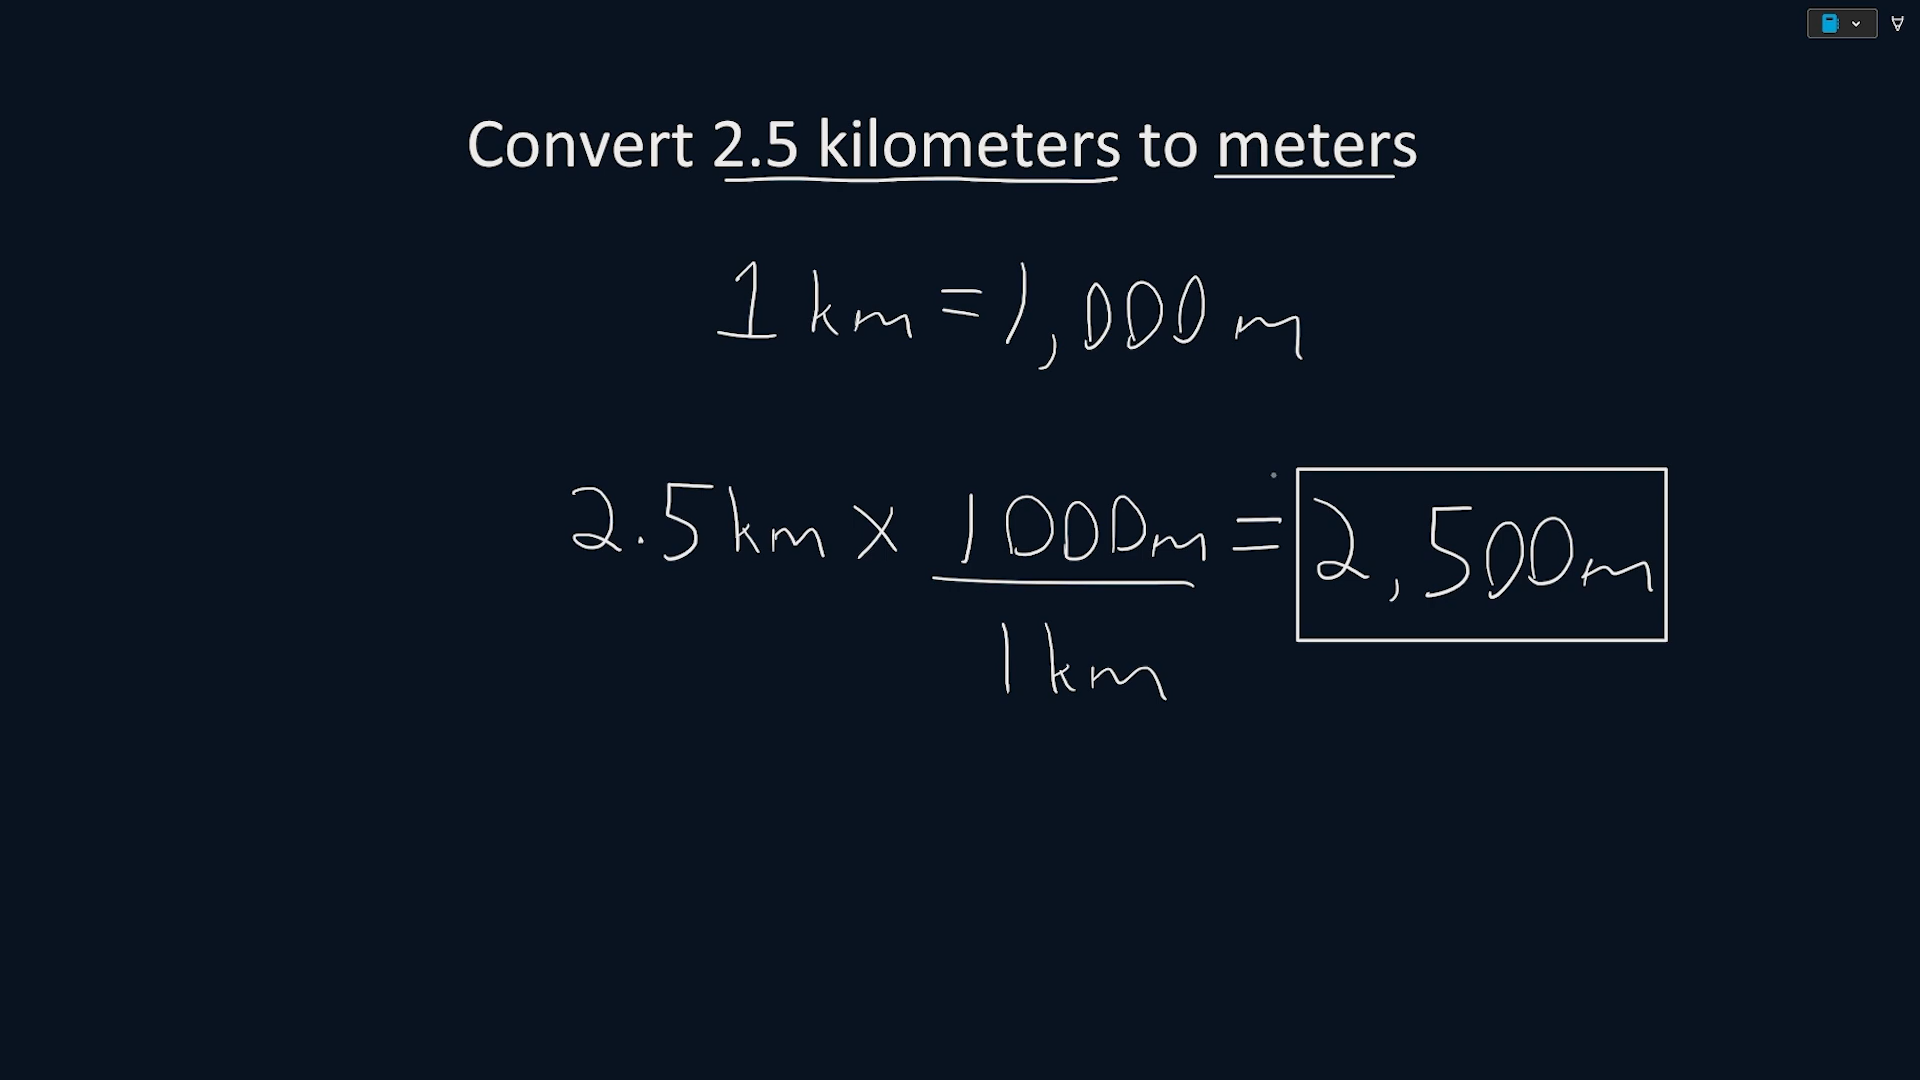 Convert 2.5 kilometers to meters
1 km = 1,000 m
2.5 km x 1000m = 2,500m
1 km